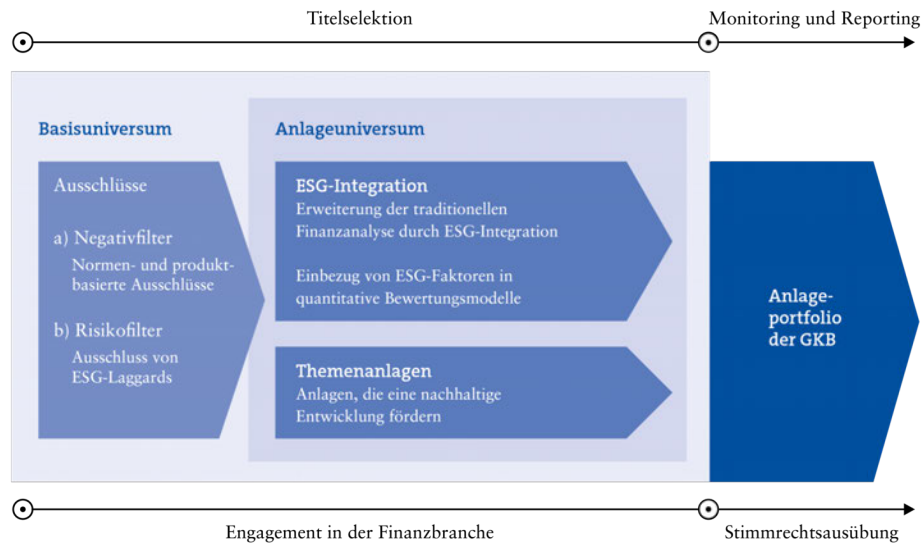 Titelselektion
Monitoring und Reporting
Basisuniversum
Ausschlüsse
a) Negativfilter
Normen- und produkt-
basierte Ausschlüsse
b) Risikofilter
Ausschluss von
ESG-Laggards
Anlageuniversum
ESG-Integration
Erweiterung der traditionellen
Finanzanalyse durch ESG-Integration
Einbezug von ESG-Faktoren in
quantitative Bewertungsmodelle
Themenanlagen
Anlagen, die eine nachhaltige
Entwicklung fördern
Anlage-
portfolio
der GKB
Engagement in der Finanzbranche
Stimmrechtsausübung